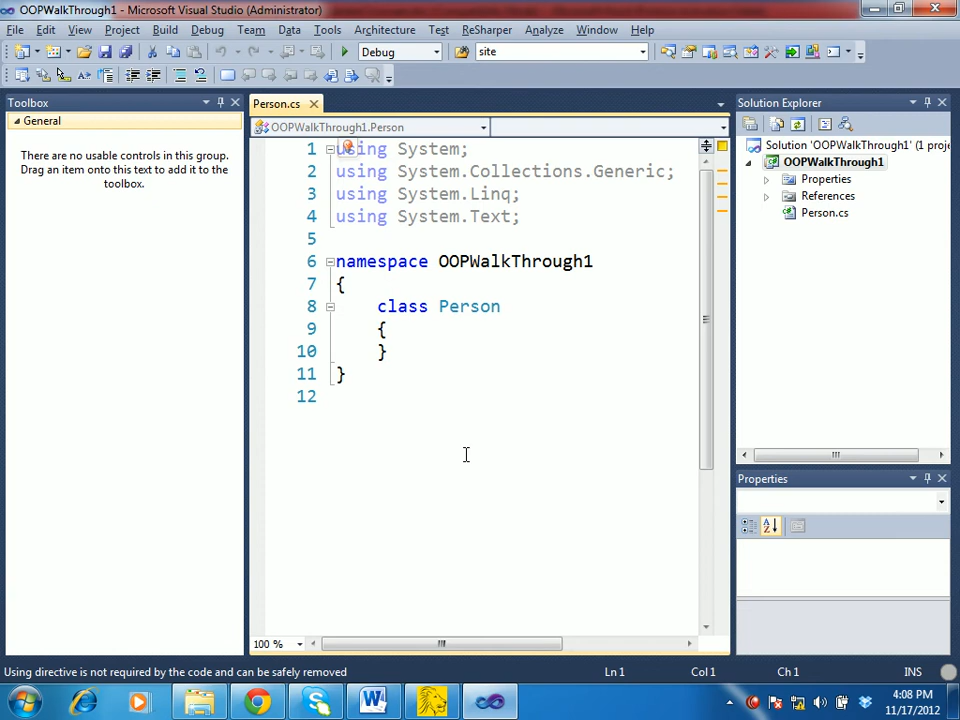 OOPWalkThrough1 - Microsoft Visual Studio (Administrator)
File Edit View Project Build Debug Team Data Tools Architecture Test ReSharper Analyze Window Help
Debug site
Toolbox
General
There are no usable controls in this group.
Drag an item onto this text to add it to the
toolbox.
Person.cs
OOPWalkThrough1.Person
1 using System;
2 using System.Collections.Generic;
3 using System.Linq;
4 using System.Text;
5
6 namespace OOPWalkThrough1
7 {
8 class Person
9 {
10 }
11 }
12
100 %
Solution Explorer
Solution 'OOPWalkThrough1' (1 proje
OOPWalkThrough1
Properties
References
Person.cs
Properties
Using directive is not required by the code and can be safely removed Ln 1 Col 1 Ch 1 INS
4:08 PM
11/17/2012